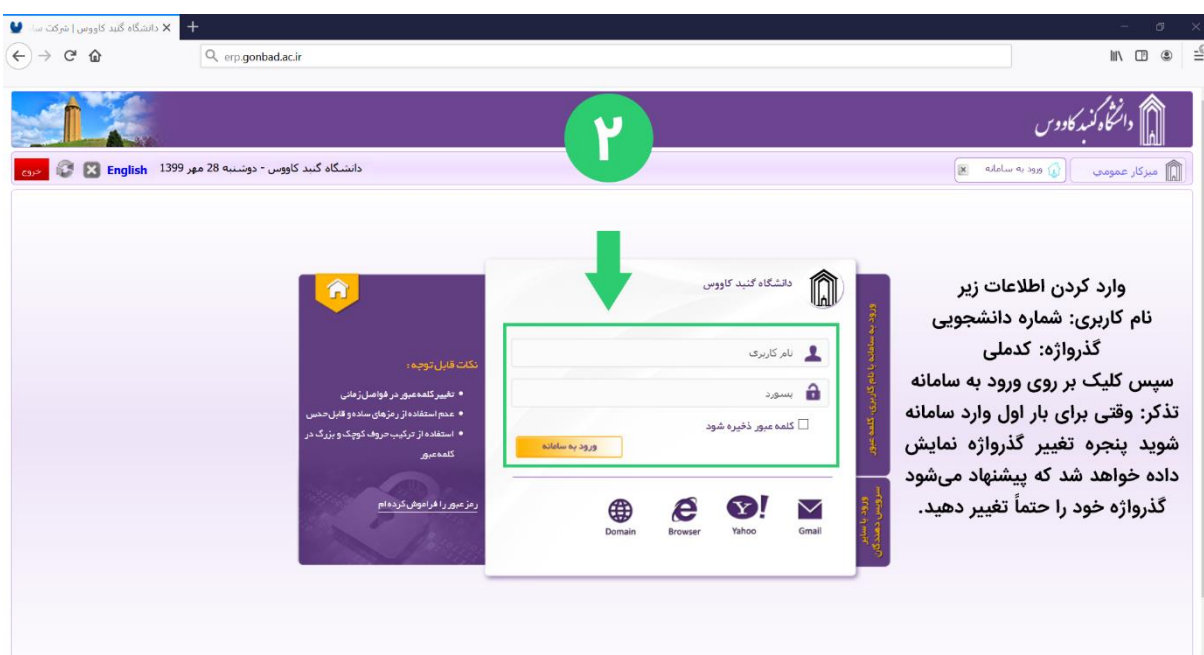 دانشگاه گنبد کاووس | شرکت سا
erp.gonbad.ac.ir
دانشگاه گنبد کاووس
۲
میزکار عمومی
ورود به سامانه
دانشگاه گنبد کاووس - دوشنبه 28 مهر 1399
English
خروج
وارد کردن اطلاعات زیر
نام کاربری: شماره دانشجویی
گذرواژه: کدملی
سپس کلیک بر روی ورود به سامانه
تذکر: وقتی برای بار اول وارد سامانه
شوید پنجره تغییر گذرواژه نمایش
داده خواهد شد که پیشنهاد می‌شود
گذرواژه خود را حتماً تغییر دهید.
ورود به سامانه با نام کاربری، کلمه عبور
ورود با سایر
سرویس دهندگان
دانشگاه گنبد کاووس
نام کاربری
پسورد
کلمه عبور ذخیره شود
ورود به سامانه
Gmail
Yahoo
Browser
Domain
نکات قابل توجه :
تغییر کلمه عبور در فواصل زمانی
عدم استفاده از رمزهای ساده و قابل حدس
استفاده از ترکیب حروف کوچک و بزرگ در
کلمه عبور
رمز عبور را فراموش کرده ام